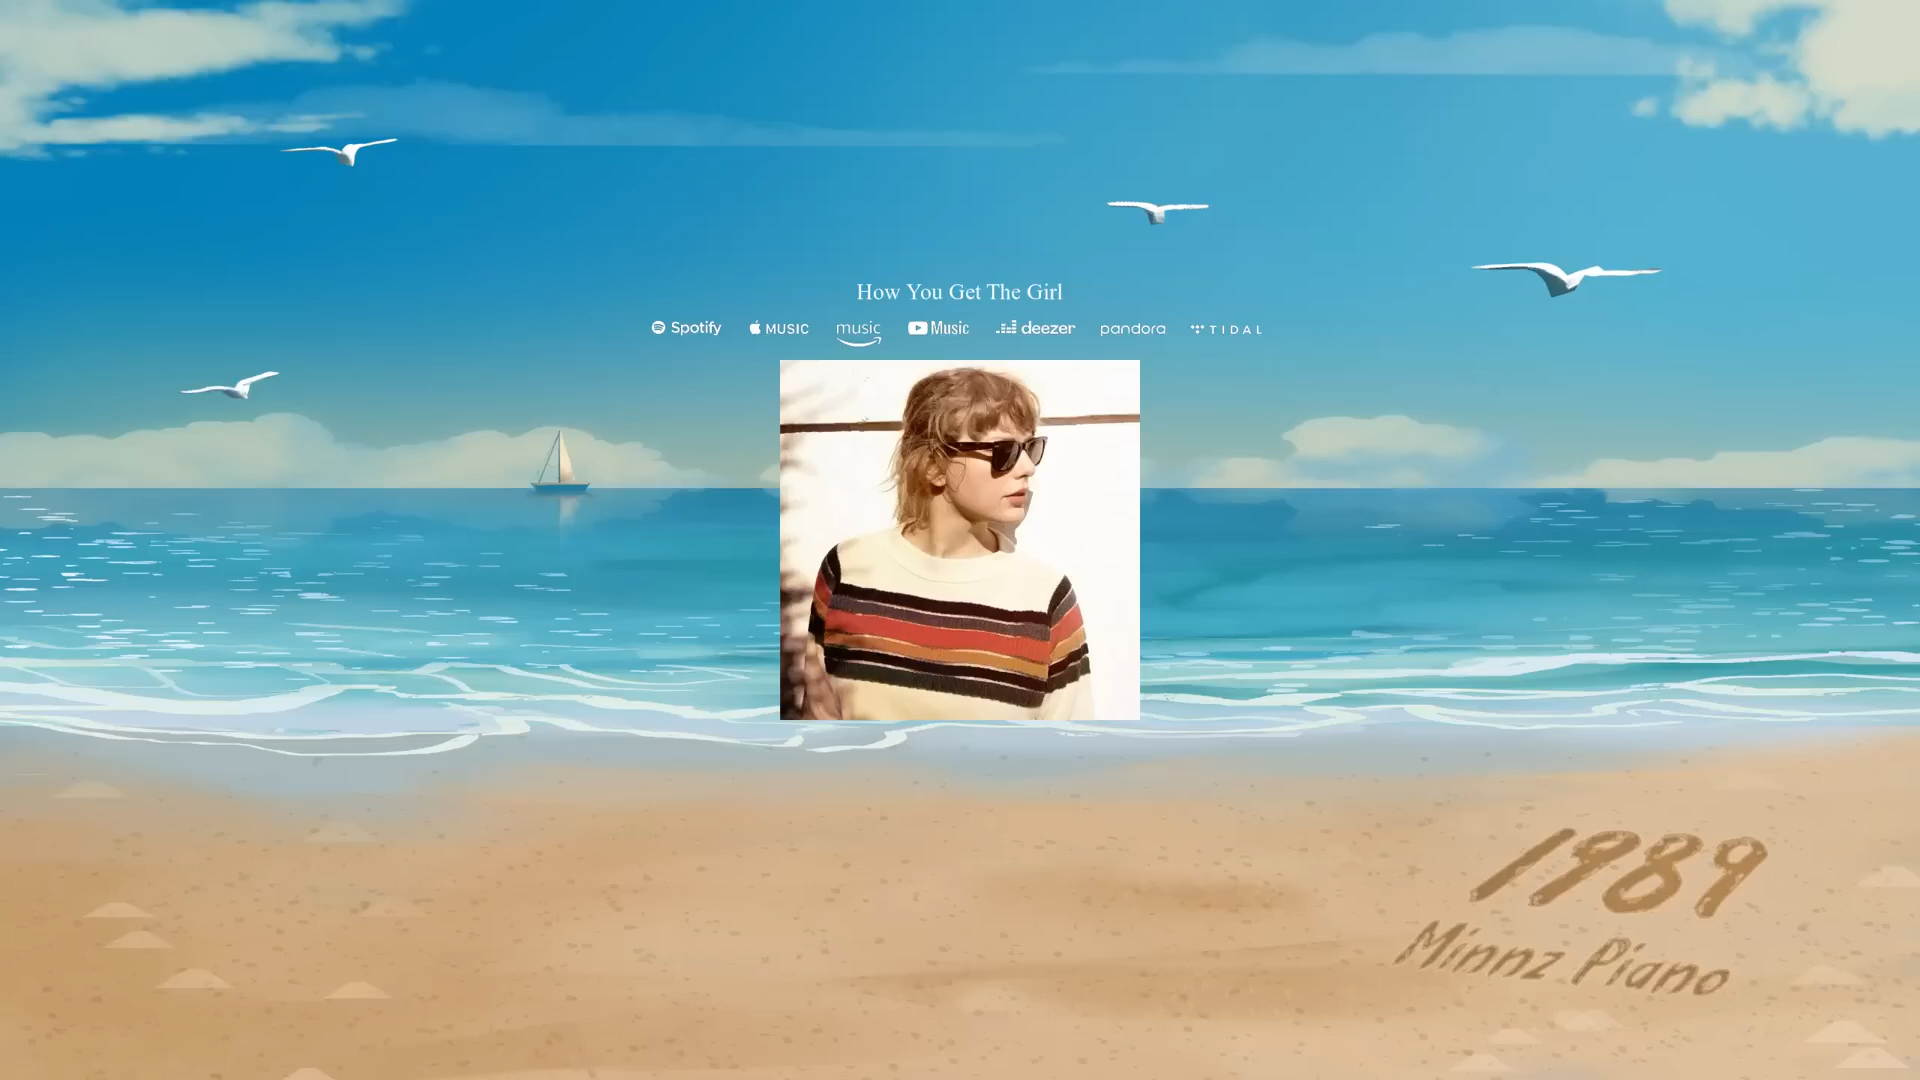 How You Get The Girl
Spotify MUSIC music Music deezer pandora TIDAL
1989
Minnz Piano